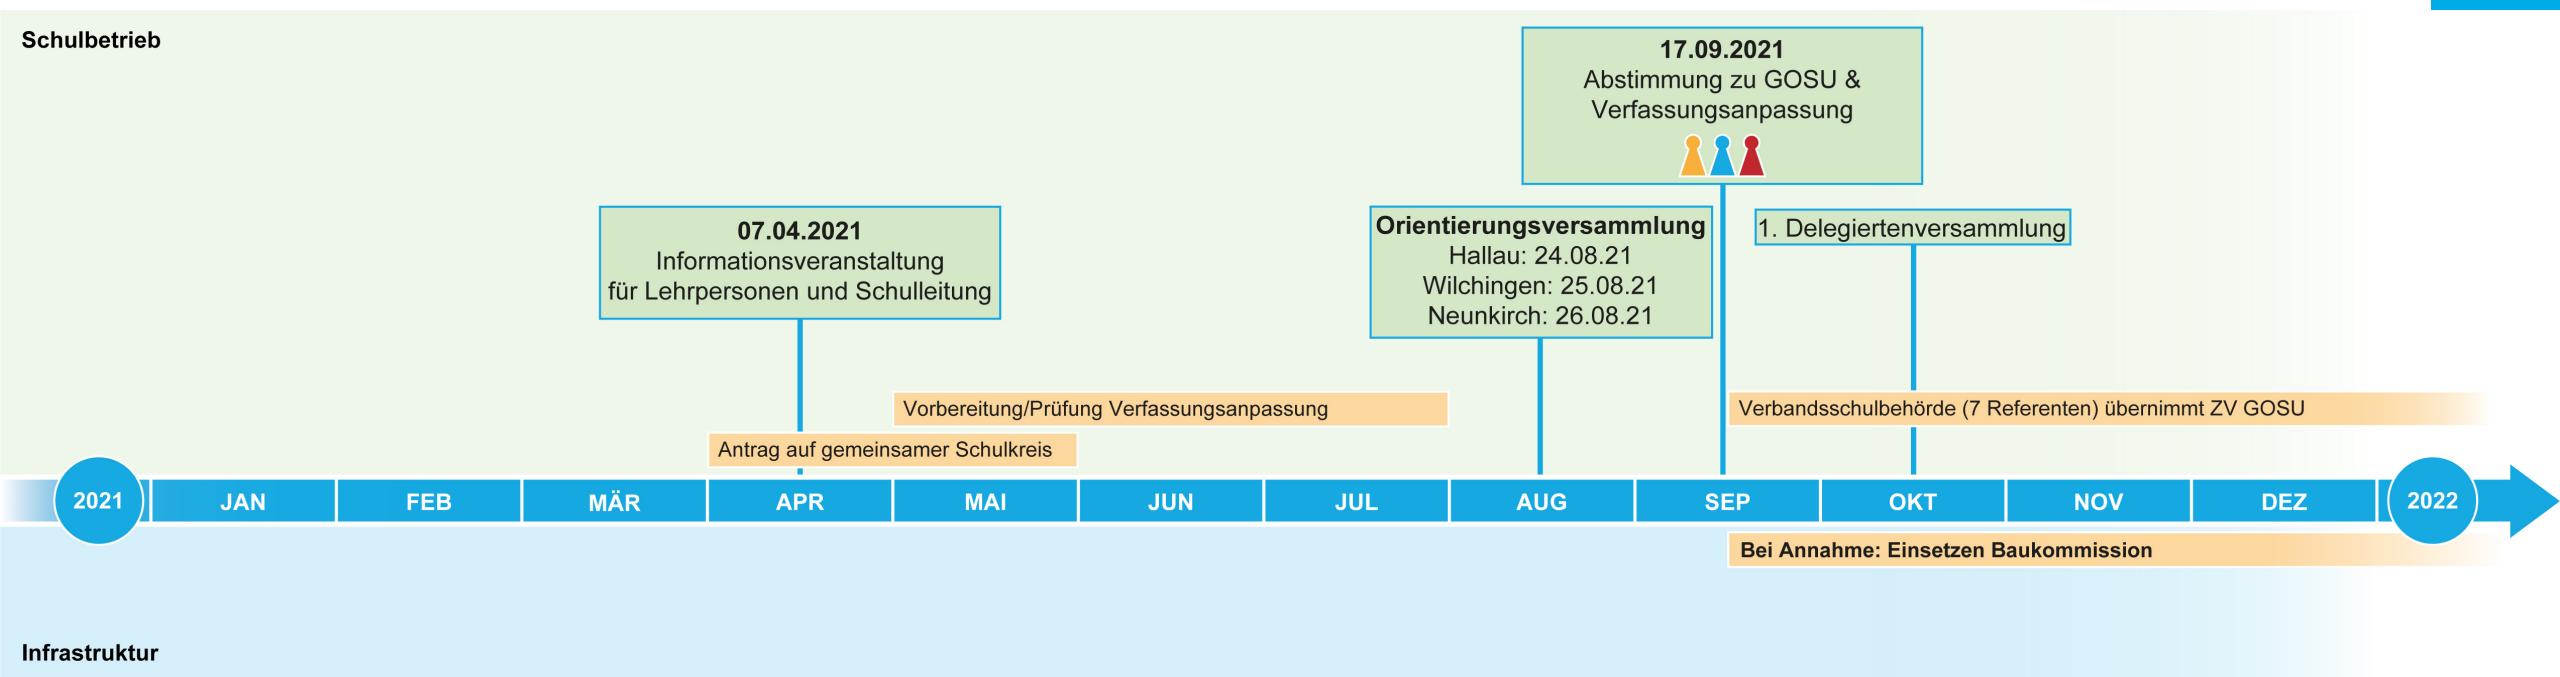 Schulbetrieb
17.09.2021
Abstimmung zu GOSU &
Verfassungsanpassung
07.04.2021
Informationsveranstaltung
für Lehrpersonen und Schulleitung
Orientierungsversammlung
Hallau: 24.08.21
Wilchingen: 25.08.21
Neunkirch: 26.08.21
1. Delegiertenversammlung
Vorbereitung/Prüfung Verfassungsanpassung
Verbandsschulbehörde (7 Referenten) übernimmt ZV GOSU
Antrag auf gemeinsamer Schulkreis
2021 JAN FEB MÄR APR MAI JUN JUL AUG SEP OKT NOV DEZ 2022
Bei Annahme: Einsetzen Baukommission
Infrastruktur